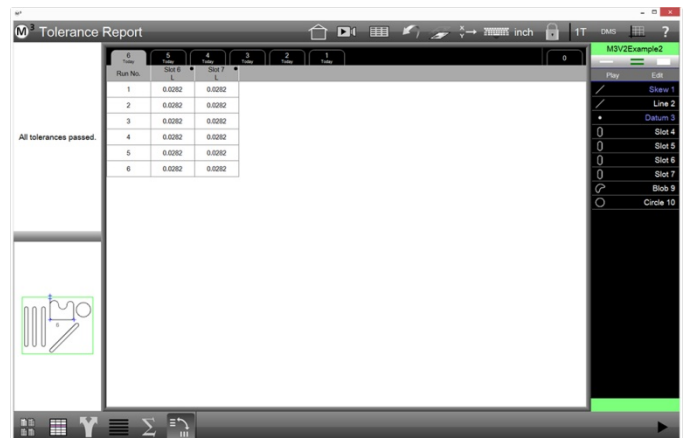 M³ Tolerance Report
inch
1T
DMS
?
M3V2Example2
6 Today
5 Today
4 Today
3 Today
2 Today
1 Today
0
Play Edit
Run No. Slot 6 L Slot 7 L
1 0.0282 0.0282
2 0.0282 0.0282
3 0.0282 0.0282
4 0.0282 0.0282
5 0.0282 0.0282
6 0.0282 0.0282
All tolerances passed.
Skew 1
Line 2
Datum 3
Slot 4
Slot 5
Slot 6
Slot 7
Blob 9
Circle 10